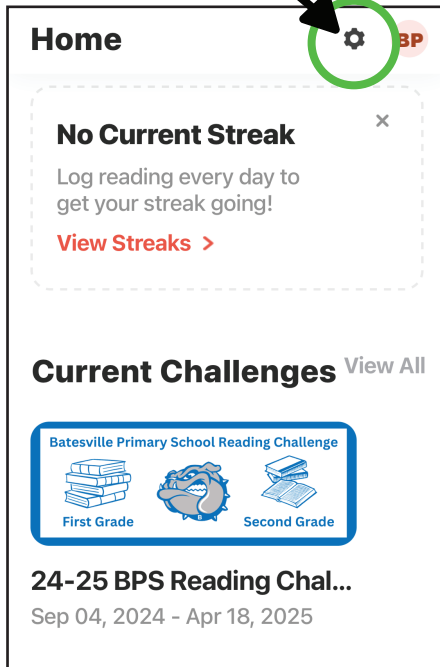 Home
BP
No Current Streak
Log reading every day to
get your streak going!
View Streaks >
Current Challenges View All
Batesville Primary School Reading Challenge
First Grade Second Grade
B
24-25 BPS Reading Chal...
Sep 04, 2024 - Apr 18, 2025